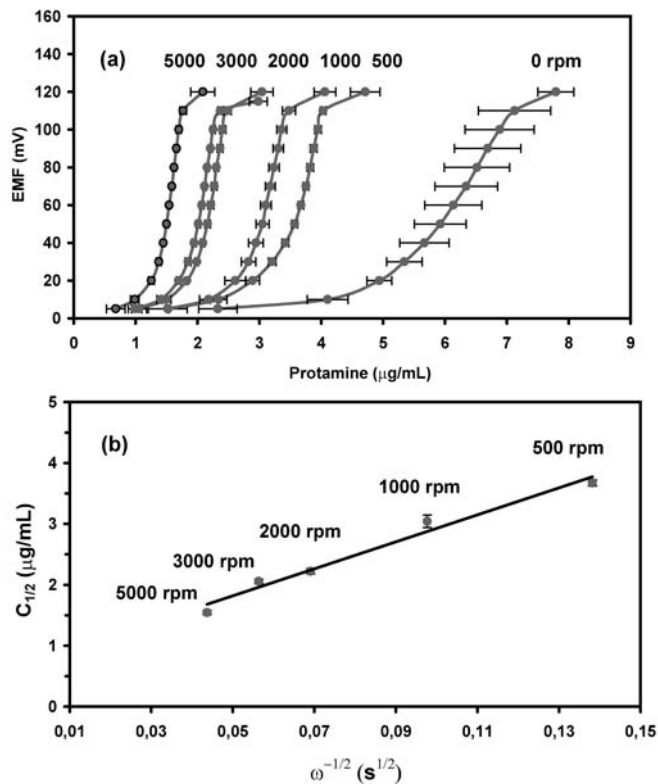 160
(a)
5000 3000 2000 1000 500 0 rpm
140
120
100
80
60
40
20
0
EMF (mV)
0 1 2 3 4 5 6 7 8 9
Protamine (μg/mL)
5
(b)
500 rpm
4
1000 rpm
2000 rpm
3
3000 rpm
2
5000 rpm
1
0
C1/2 (μg/mL)
0,01 0,03 0,05 0,07 0,09 0,11 0,13 0,15
ω−1/2 (s1/2)